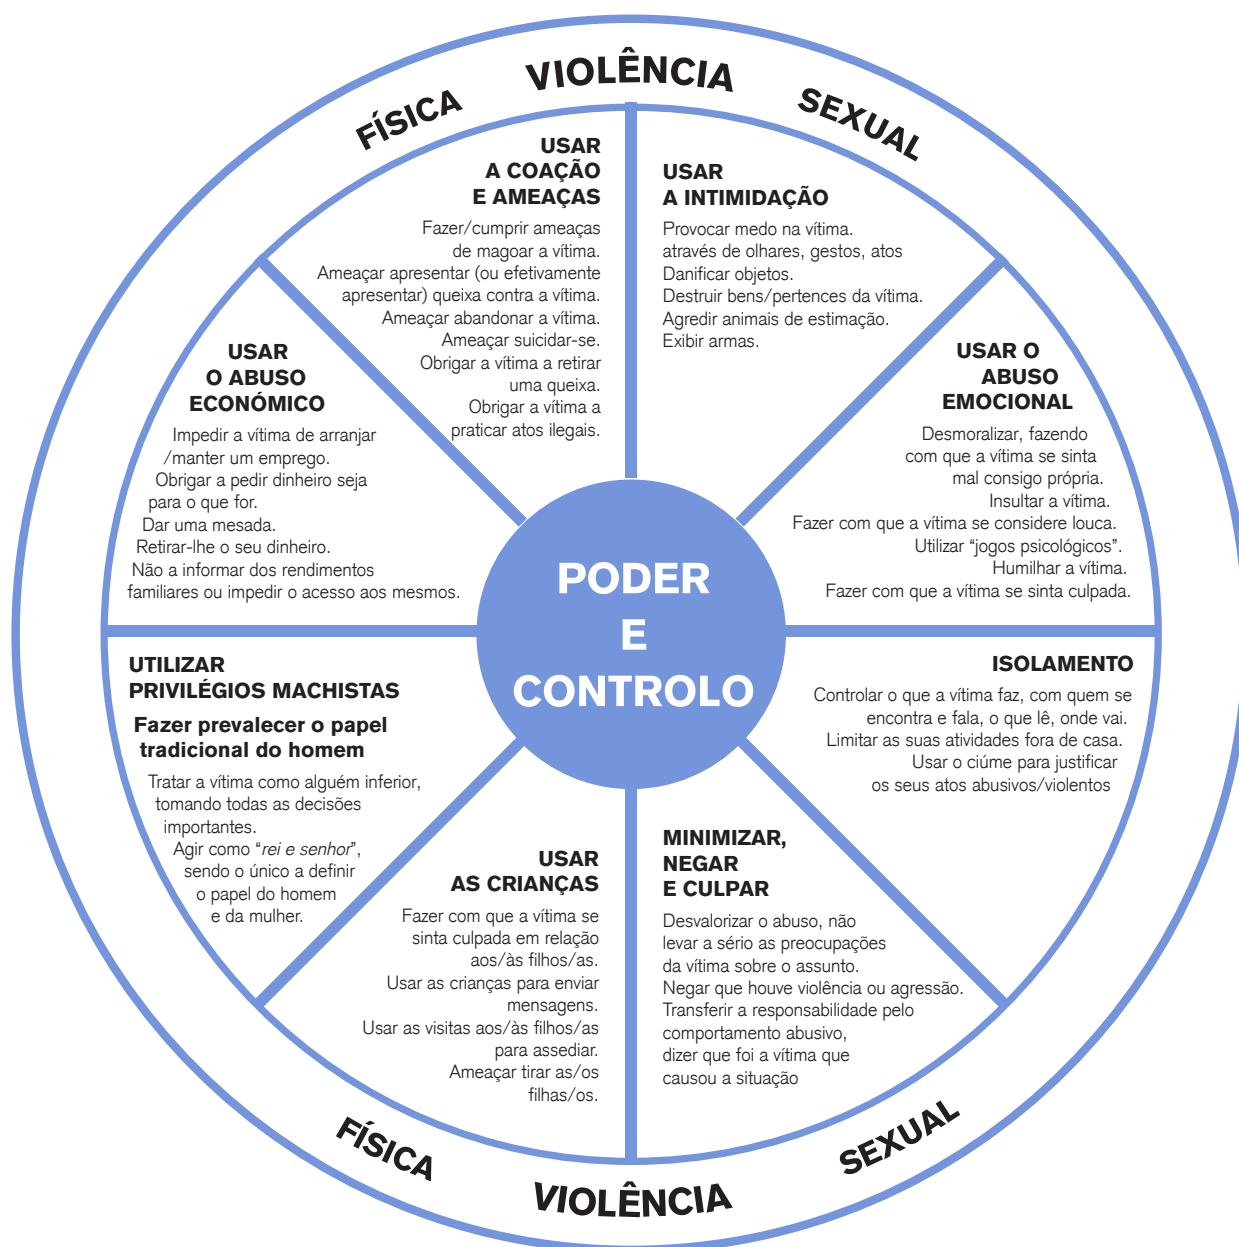 FÍSICA VIOLÊNCIA SEXUAL
USAR
A COAÇÃO
E AMEAÇAS
Fazer/cumprir ameaças
de magoar a vítima.
Ameaçar apresentar (ou efetivamente
apresentar) queixa contra a vítima.
Ameaçar abandonar a vítima.
Ameaçar suicidar-se.
Obrigar a vítima a retirar
uma queixa.
Obrigar a vítima a
praticar atos ilegais.
USAR
A INTIMIDAÇÃO
Provocar medo na vítima.
através de olhares, gestos, atos
Danificar objetos.
Destruir bens/pertences da vítima.
Agredir animais de estimação.
Exibir armas.
USAR O
ABUSO
EMOCIONAL
Desmoralizar, fazendo
com que a vítima se sinta
mal consigo própria.
Insultar a vítima.
Fazer com que a vítima se considere louca.
Utilizar “jogos psicológicos”.
Humilhar a vítima.
Fazer com que a vítima se sinta culpada.
ISOLAMENTO
Controlar o que a vítima faz, com quem se
encontra e fala, o que lê, onde vai.
Limitar as suas atividades fora de casa.
Usar o ciúme para justificar
os seus atos abusivos/violentos
MINIMIZAR,
NEGAR
E CULPAR
Desvalorizar o abuso, não
levar a sério as preocupações
da vítima sobre o assunto.
Negar que houve violência ou agressão.
Transferir a responsabilidade pelo
comportamento abusivo,
dizer que foi a vítima que
causou a situação
USAR
AS CRIANÇAS
Fazer com que a vítima se
sinta culpada em relação
aos/às filhos/as.
Usar as crianças para enviar
mensagens.
Usar as visitas aos/às filhos/as
para assediar.
Ameaçar tirar as/os
filhas/os.
UTILIZAR
PRIVILÉGIOS MACHISTAS
Fazer prevalecer o papel
tradicional do homem
Tratar a vítima como alguém inferior,
tomando todas as decisões
importantes.
Agir como “rei e senhor”,
sendo o único a definir
o papel do homem
e da mulher.
USAR
O ABUSO
ECONÓMICO
Impedir a vítima de arranjar
/manter um emprego.
Obrigar a pedir dinheiro seja
para o que for.
Dar uma mesada.
Retirar-lhe o seu dinheiro.
Não a informar dos rendimentos
familiares ou impedir o acesso aos mesmos.
PODER
E
CONTROLO
FÍSICA VIOLÊNCIA SEXUAL